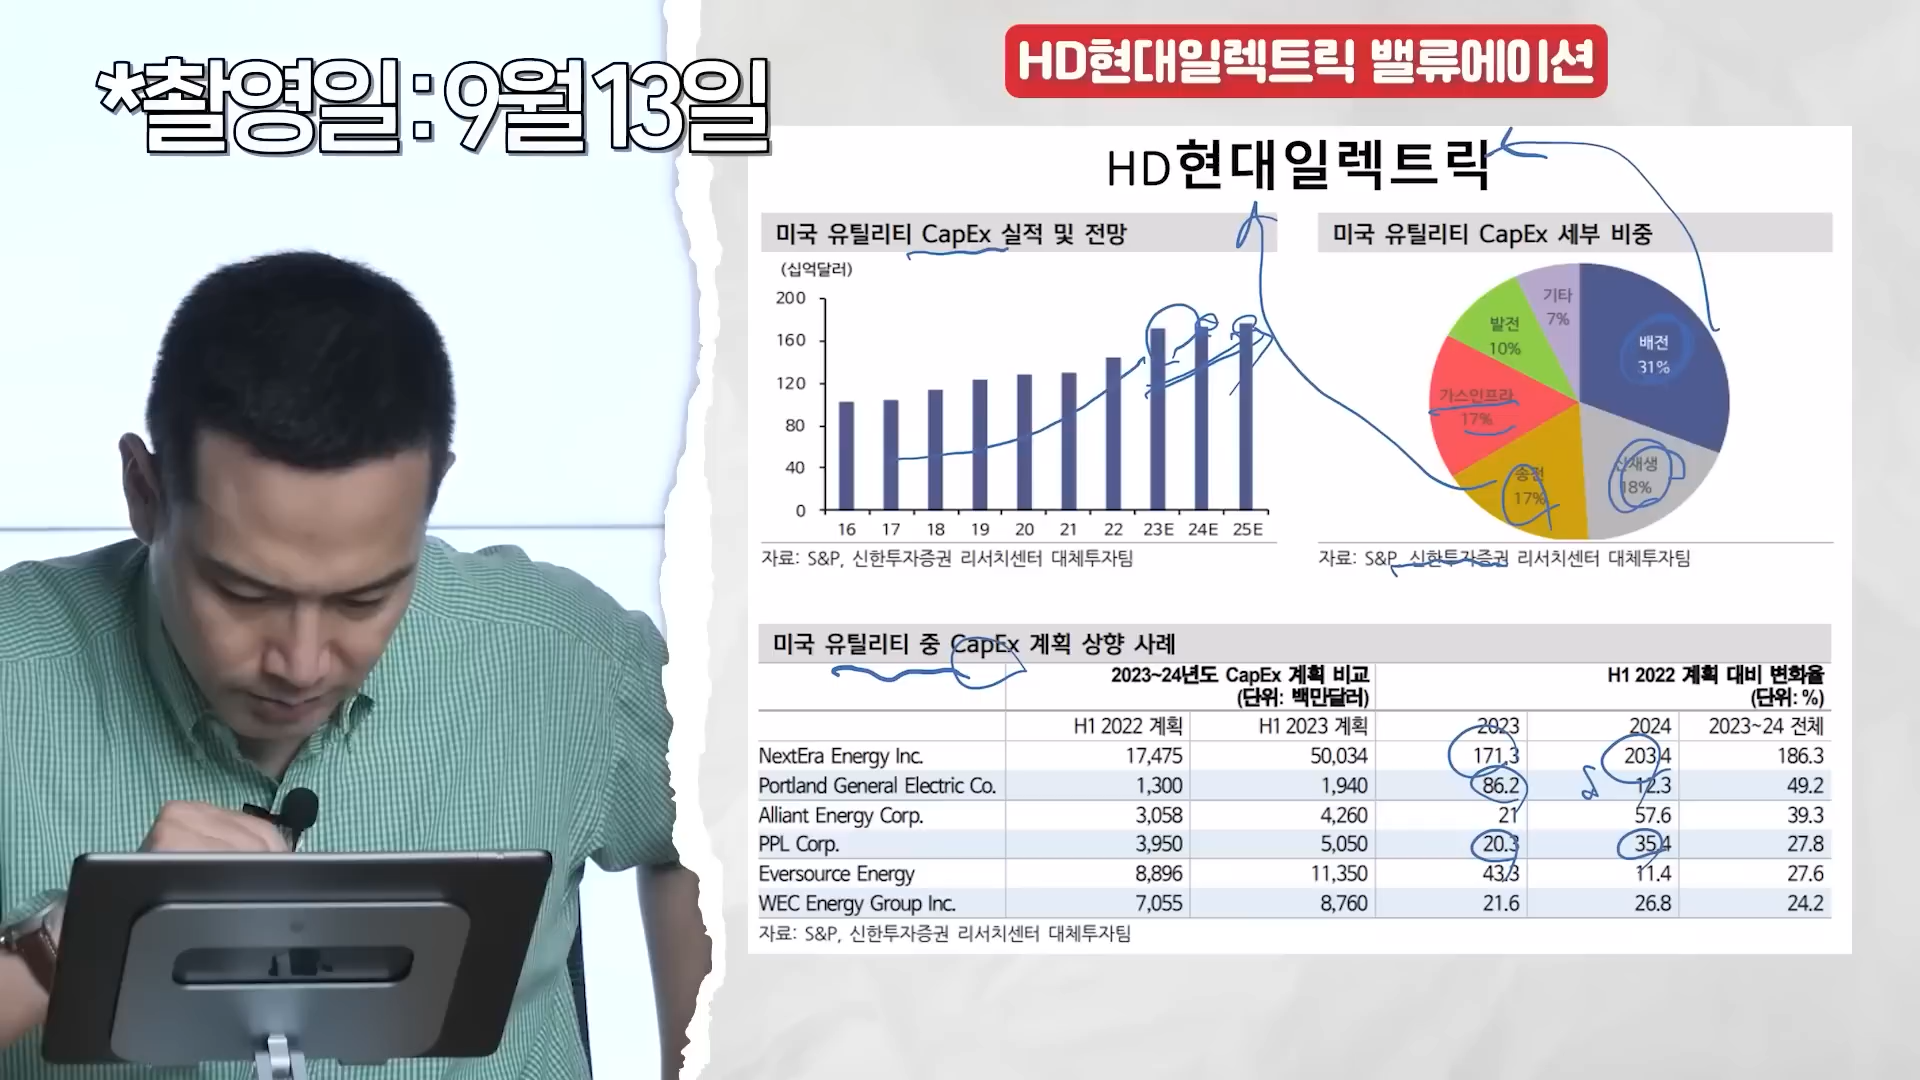 *촬영일:9월13일
HD현대일렉트릭 밸류에이션
HD현대일렉트릭
미국 유틸리티 CapEx 실적 및 전망
(십억달러)
200
160
120
80
40
0
16 17 18 19 20 21 22 23E 24E 25E
자료: S&P, 신한투자증권 리서치센터 대체투자팀
미국 유틸리티 CapEx 세부 비중
기타
7%
발전
10%
배전
31%
가스인프라
17%
송전
17%
신재생
18%
자료: S&P, 신한투자증권 리서치센터 대체투자팀
미국 유틸리티 중 CapEx 계획 상향 사례
2023~24년도 CapEx 계획 비교 H1 2022 계획 대비 변화율
(단위: 백만달러) (단위: %)
H1 2022 계획 H1 2023 계획 2023 2024 2023~24 전체
NextEra Energy Inc. 17,475 50,034 171.3 203.4 186.3
Portland General Electric Co. 1,300 1,940 86.2 12.3 49.2
Alliant Energy Corp. 3,058 4,260 21 57.6 39.3
PPL Corp. 3,950 5,050 20.3 35.4 27.8
Eversource Energy 8,896 11,350 43.3 11.4 27.6
WEC Energy Group Inc. 7,055 8,760 21.6 26.8 24.2
자료: S&P, 신한투자증권 리서치센터 대체투자팀